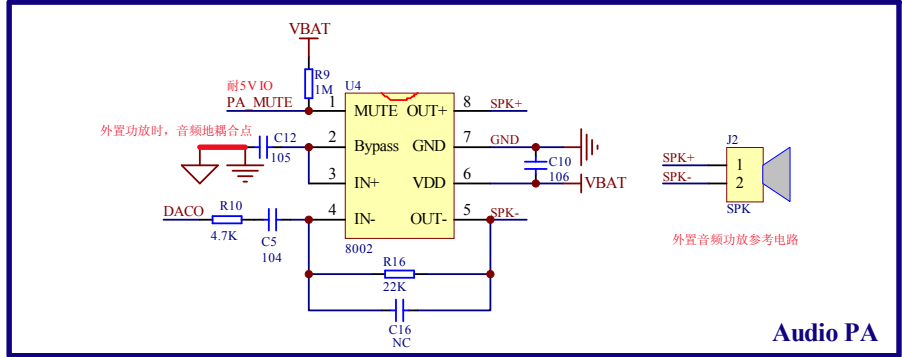 VBAT
R9
1M
耐5V IO
PA_MUTE
1
U4
MUTE
OUT+
8
SPK+
外置功放时，音频地耦合点
C12
105
2
Bypass
GND
7
GND
3
IN+
VDD
6
C10
106
VBAT
DACO
R10
4.7K
C5
104
4
IN-
OUT-
5
SPK-
8002
R16
22K
C16
NC
J2
SPK+
1
SPK-
2
SPK
外置音频功放参考电路
Audio PA